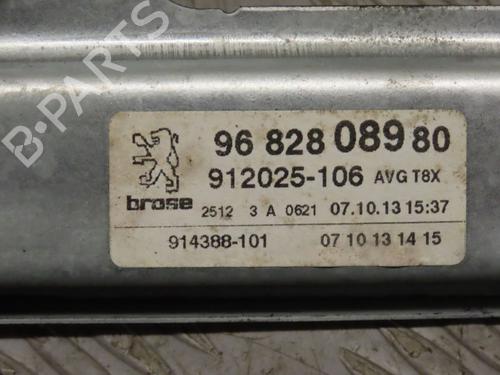 B-PARTS
96 828 089 80
912025-106 AVG T8X
brose 2512 3 A 0621 07.10.13 15:37
914388-101 07 10 13 14 15